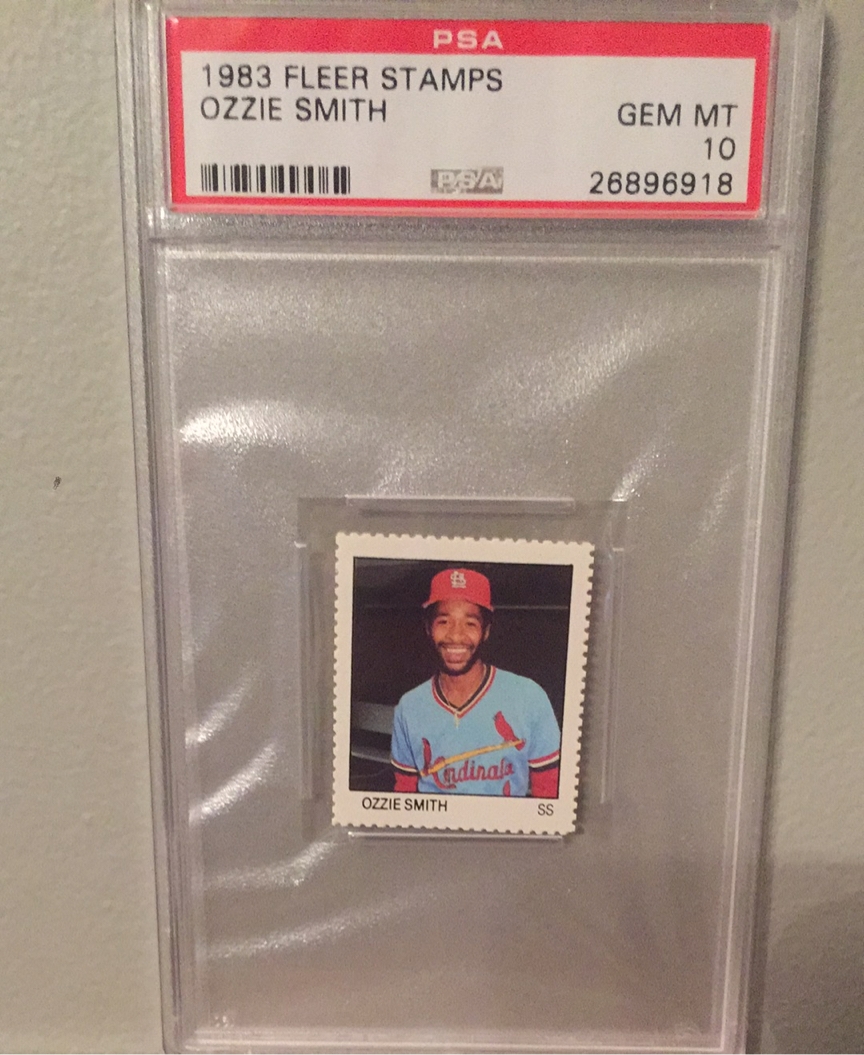 PSA
1983 FLEER STAMPS
OZZIE SMITH
GEM MT
10
PSA
26896918
Cardinals
OZZIE SMITH
SS